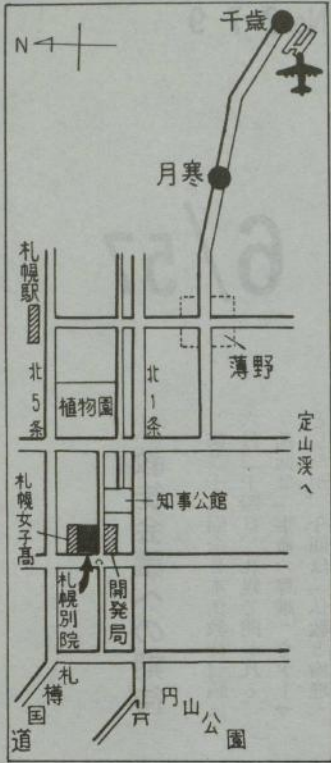 千歳
N
月寒
札幌駅
薄野
北5条
植物園
北1条
定山渓へ
知事公館
札幌女子高
札幌別院
開発局
札樽国道
円山公園